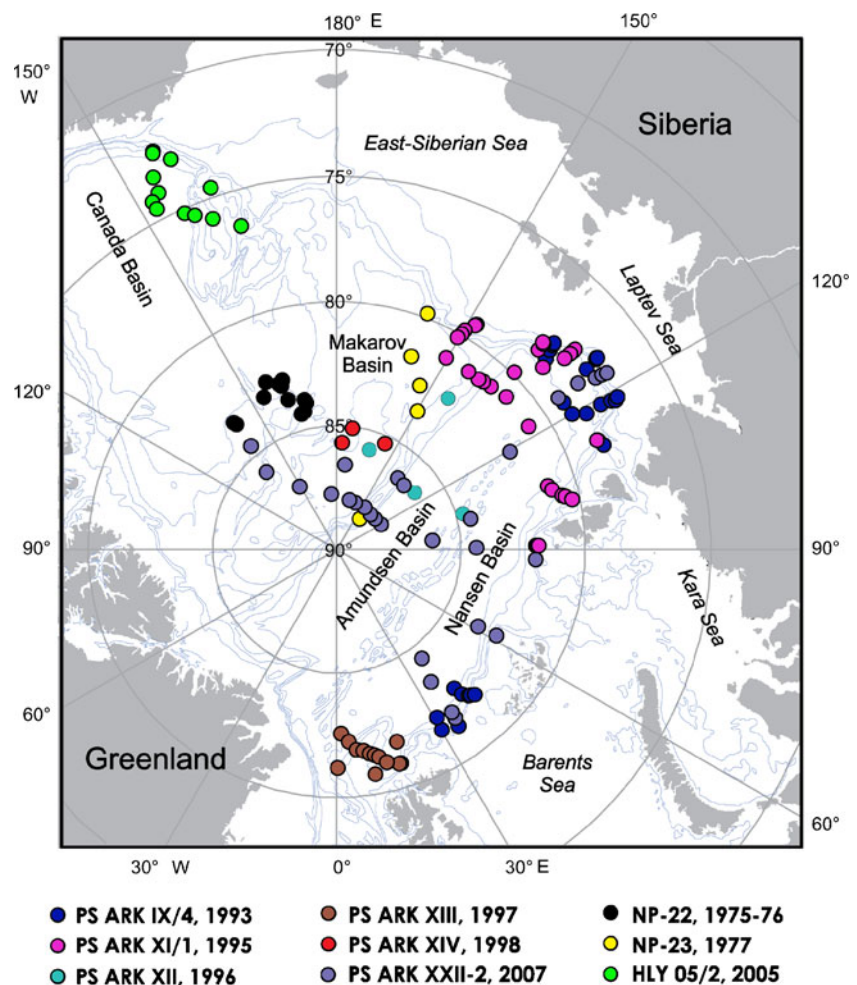 180° E
150°
70°
150°
W
Siberia
East-Siberian Sea
75°
Canada Basin
Laptev Sea
120°
80°
Makarov
Basin
120°
85°
Amundsen Basin
Nansen Basin
90°
90°
90°
Kara Sea
60°
Greenland
Barents
Sea
60°
30° W
0°
30° E
PS ARK IX/4, 1993
PS ARK XIII, 1997
NP-22, 1975-76
PS ARK XI/1, 1995
PS ARK XIV, 1998
NP-23, 1977
PS ARK XII, 1996
PS ARK XXII-2, 2007
HLY 05/2, 2005